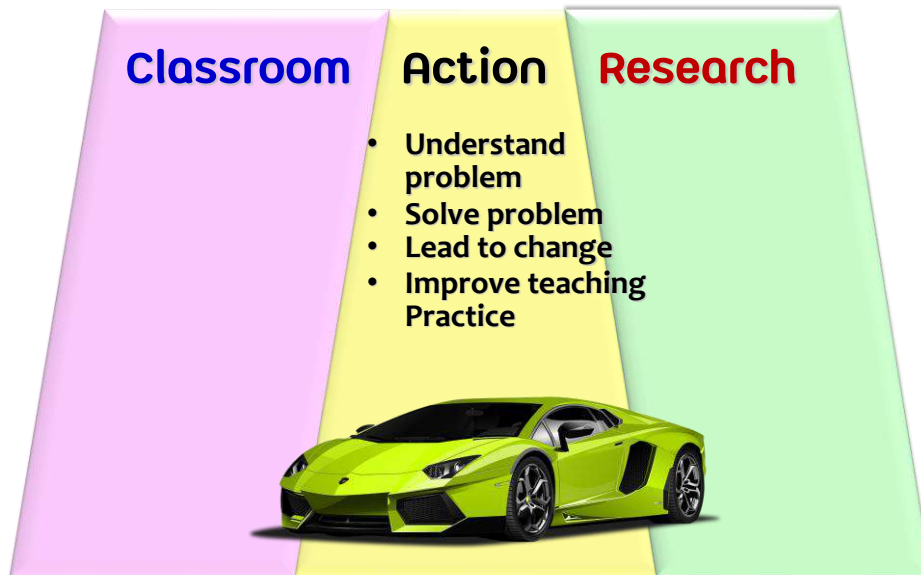 Classroom Action Research
• Understand
problem
• Solve problem
• Lead to change
• Improve teaching
Practice